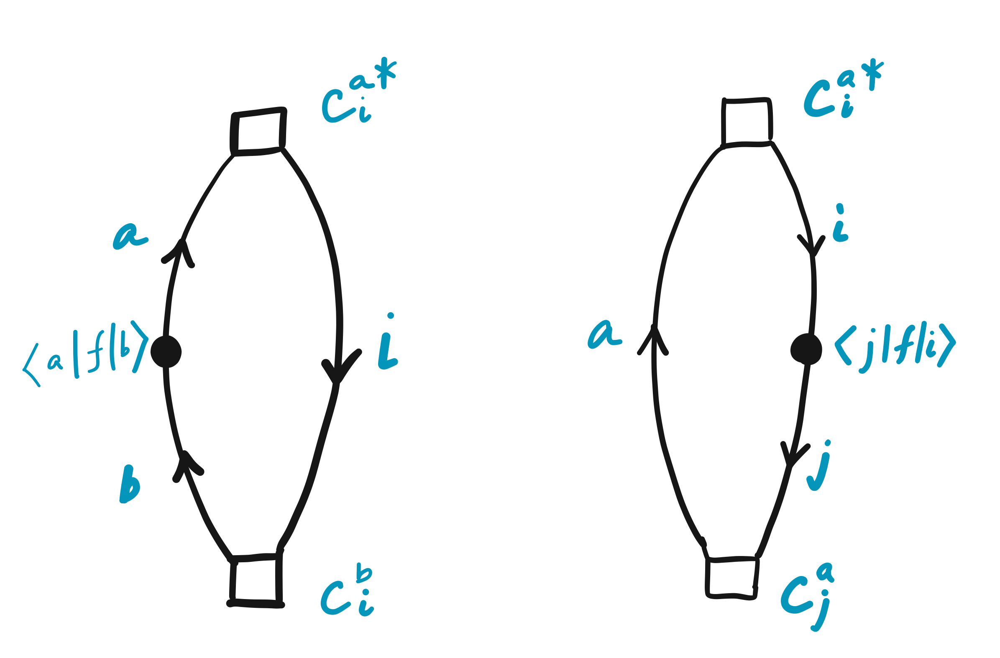 C_i^{a*}
C_i^{a*}
a
i
i
⟨a|f|b⟩
a
⟨j|f|i⟩
b
j
C_i^b
C_j^a